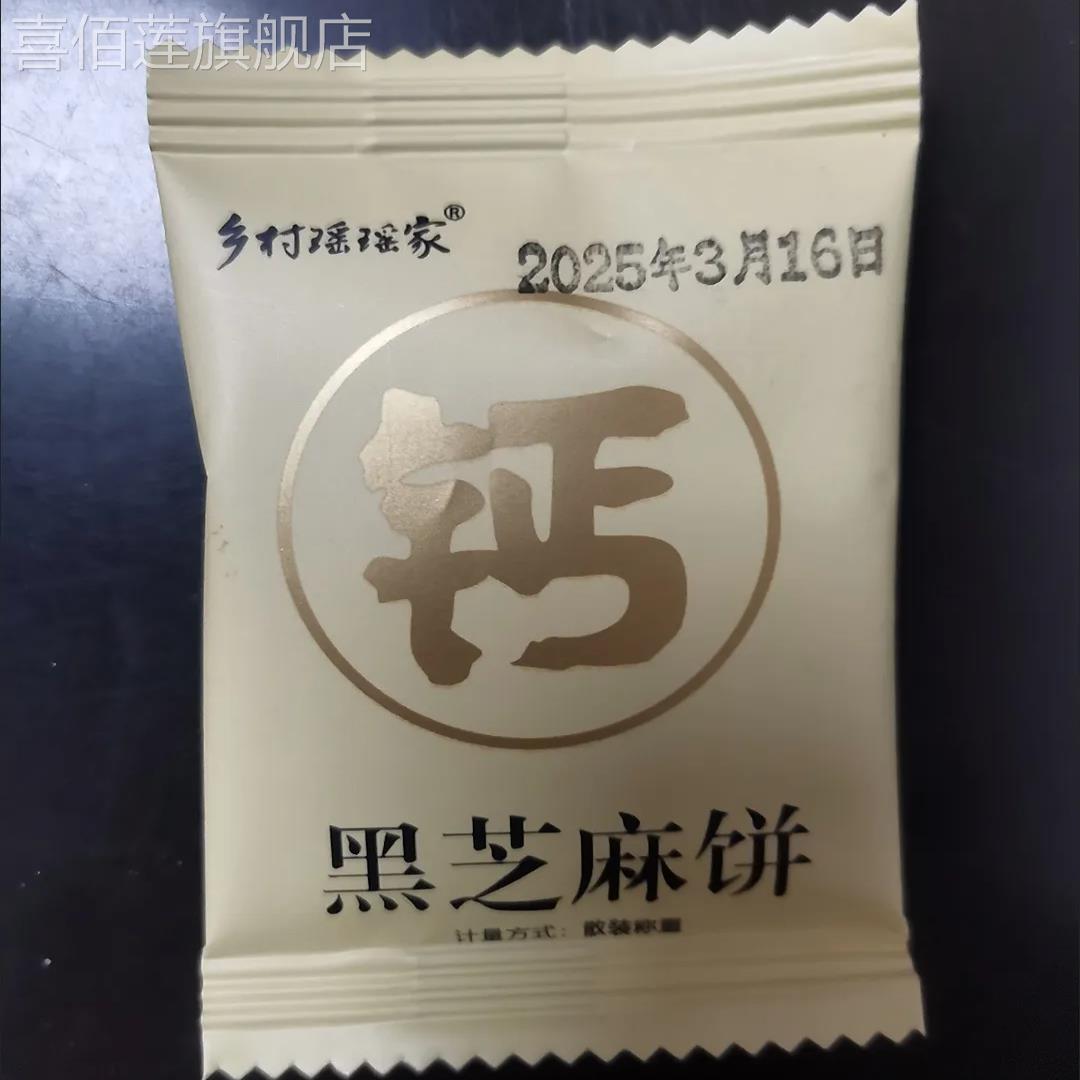 喜佰莲旗舰店
乡村瑶瑶家®
2025年3月16日
钙
黑芝麻饼
计量方式：散装称重